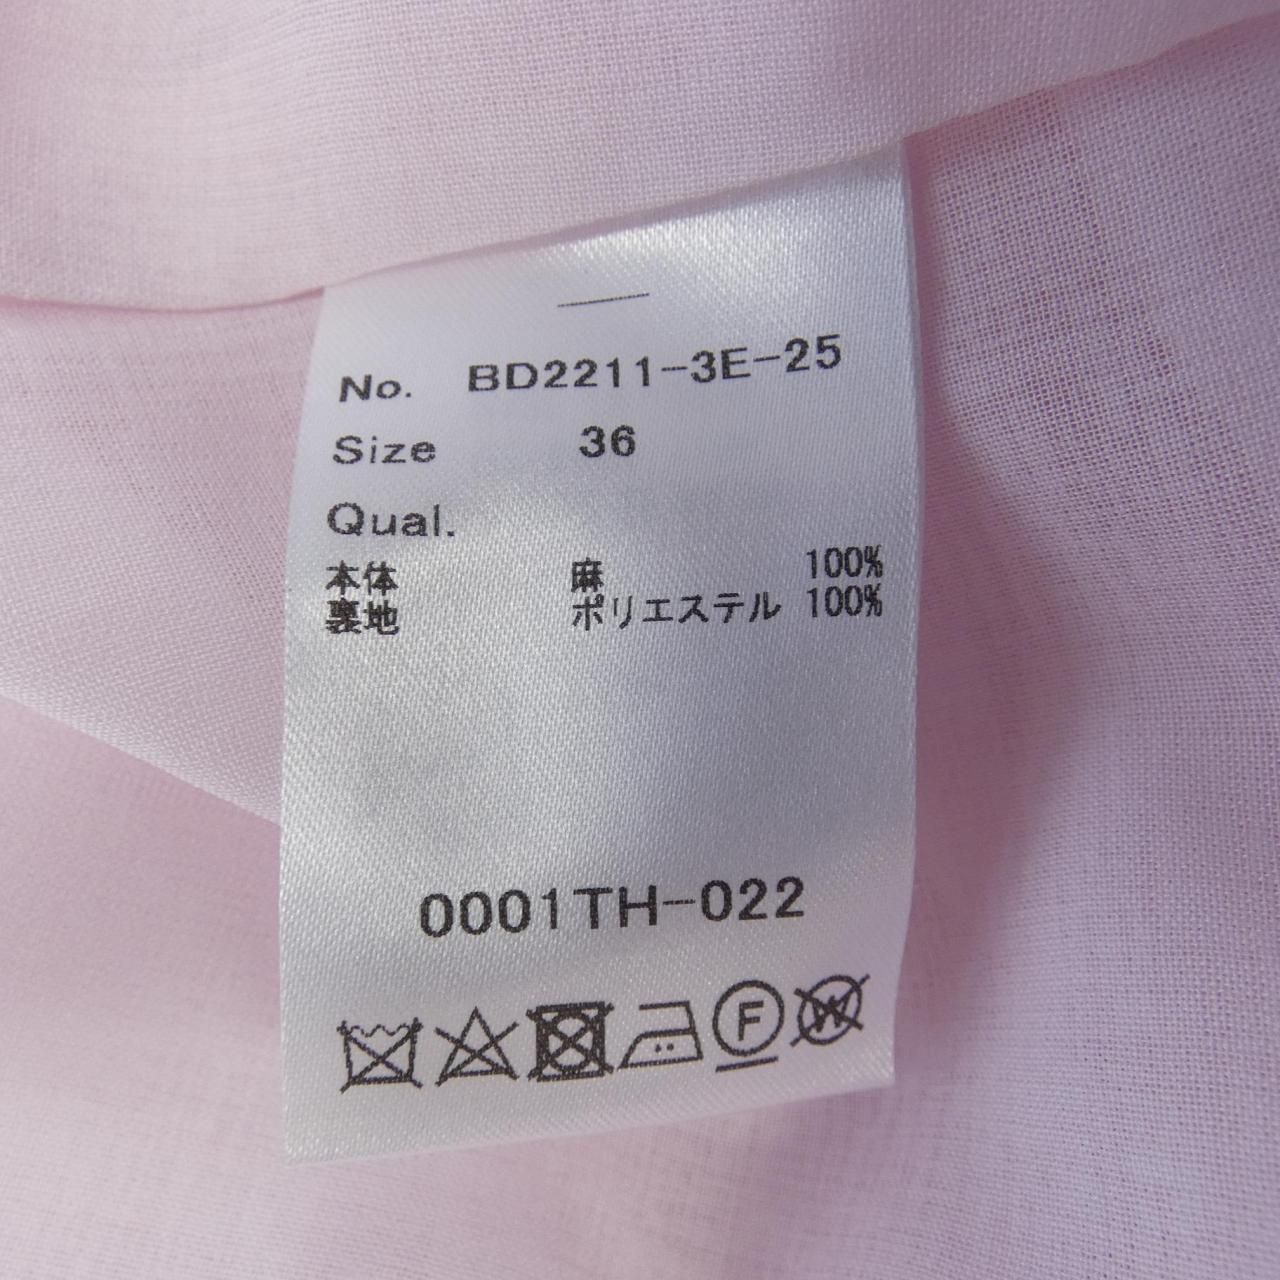 No. BD2211-3E-25
Size 36
Qual.
本体 麻 100%
裏地 ポリエステル 100%
0001TH-022
F W